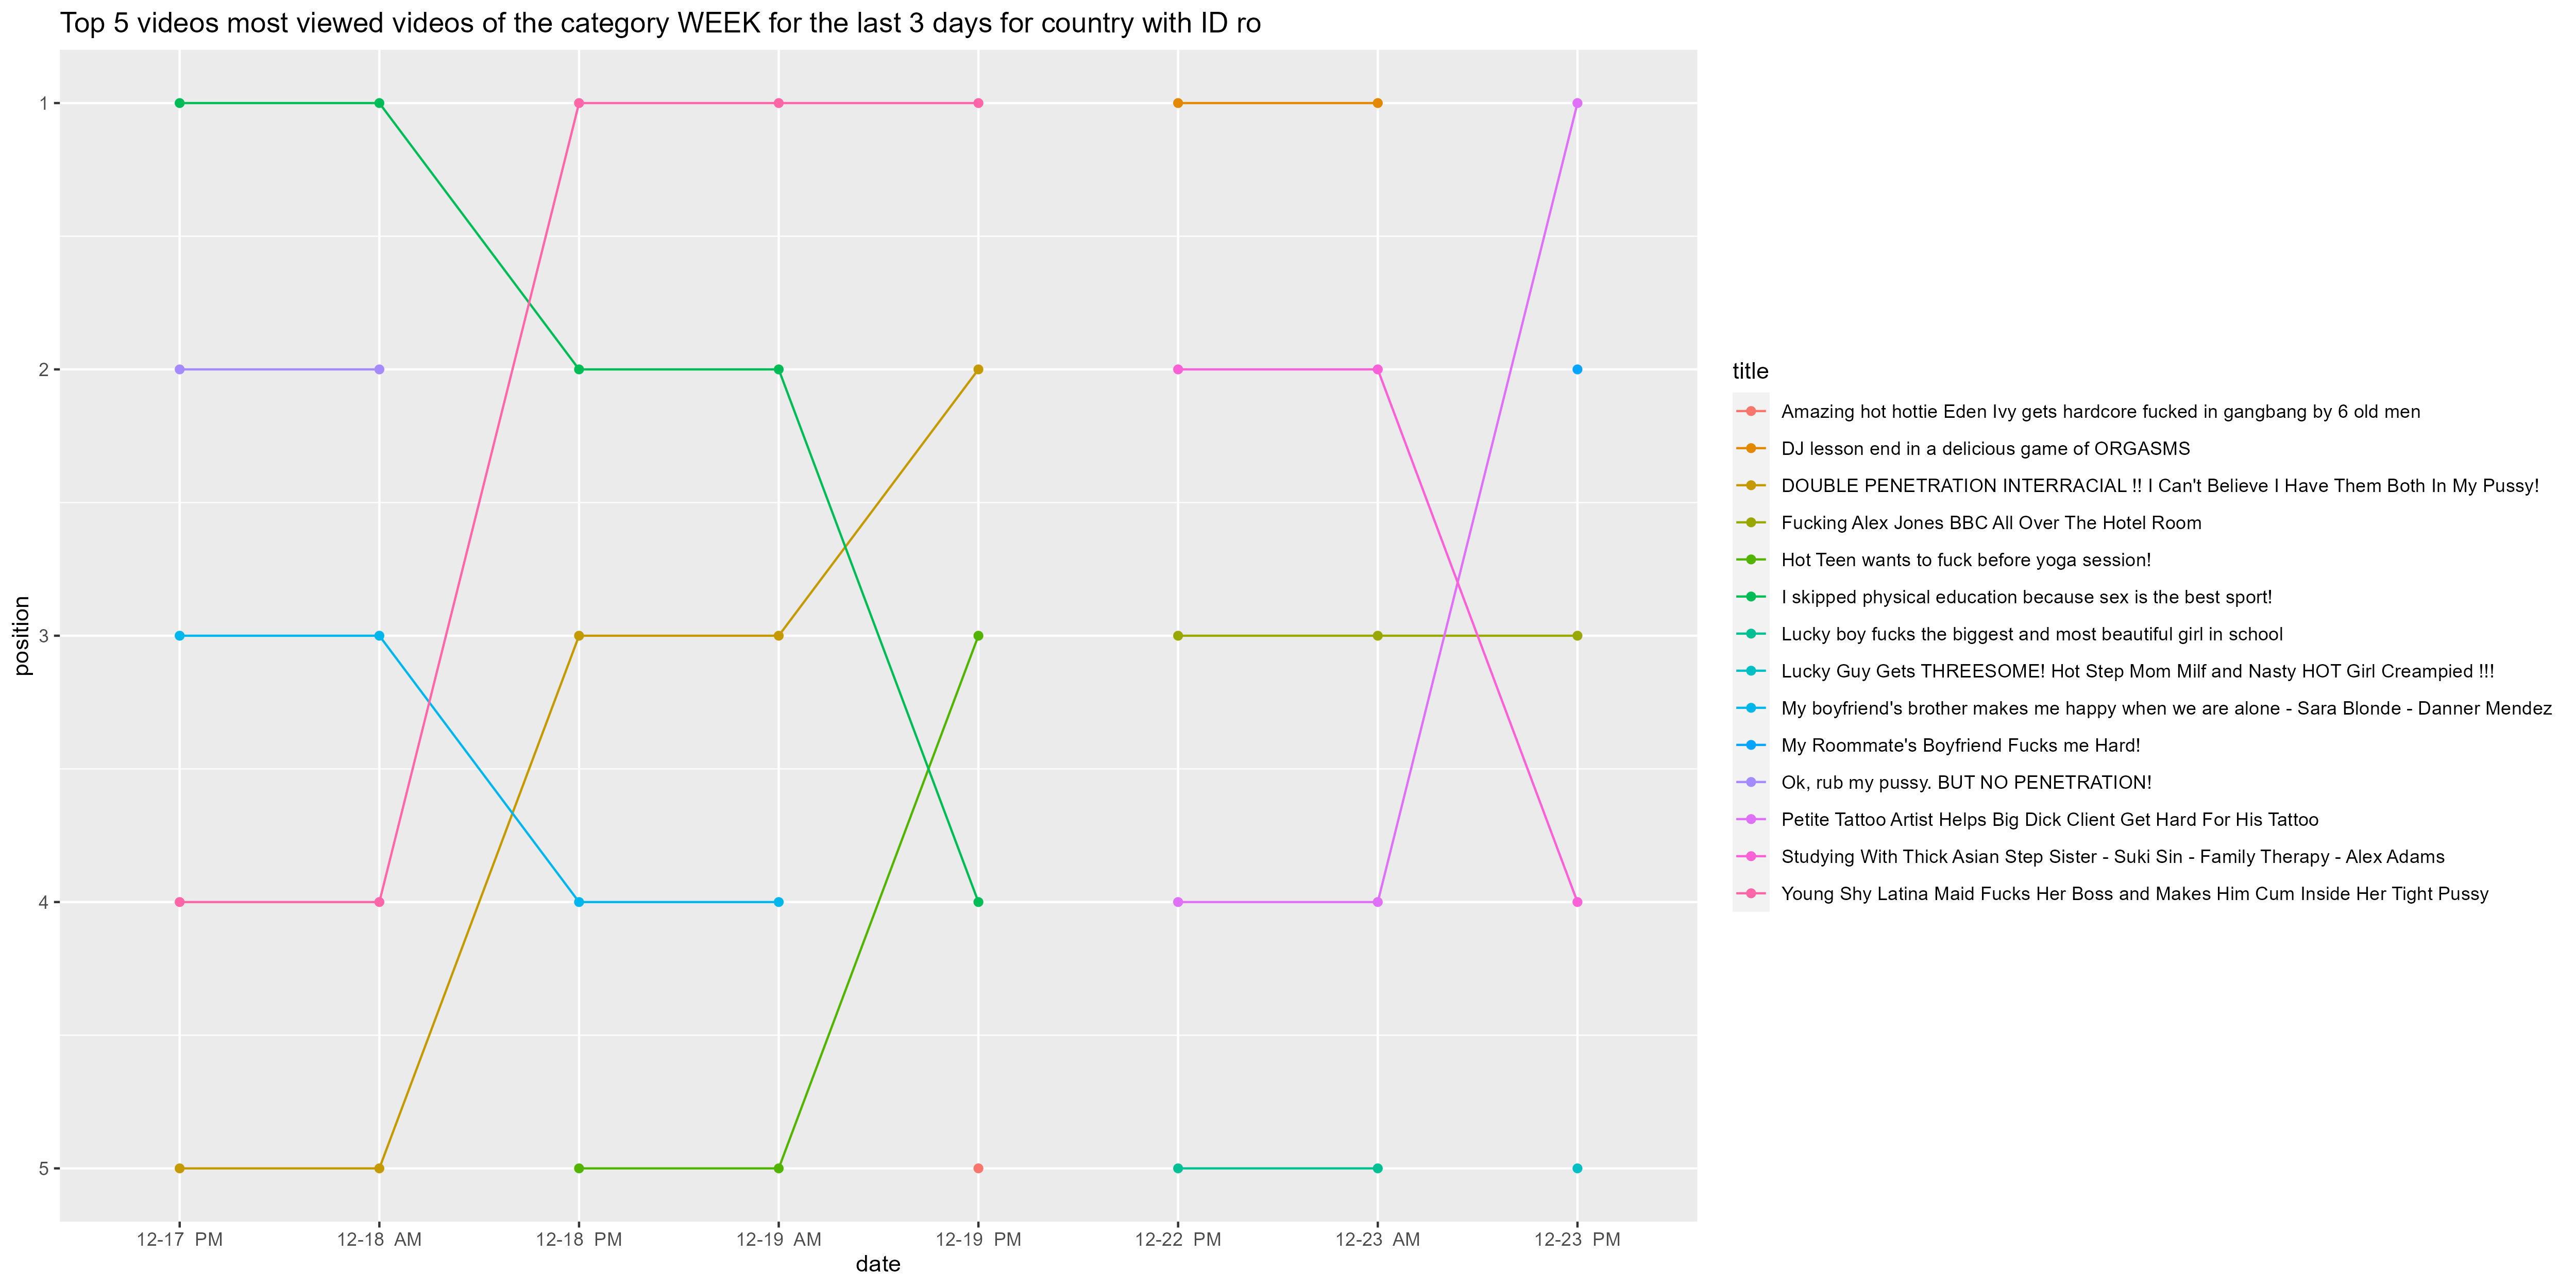 Top 5 videos most viewed videos of the category WEEK for the last 3 days for country with ID ro
position
1
2
3
4
5
12-17 PM
12-18 AM
12-18 PM
12-19 AM
12-19 PM
12-22 PM
12-23 AM
12-23 PM
date
title
Amazing hot hottie Eden Ivy gets hardcore fucked in gangbang by 6 old men
DJ lesson end in a delicious game of ORGASMS
DOUBLE PENETRATION INTERRACIAL !! I Can't Believe I Have Them Both In My Pussy!
Fucking Alex Jones BBC All Over The Hotel Room
Hot Teen wants to fuck before yoga session!
I skipped physical education because sex is the best sport!
Lucky boy fucks the biggest and most beautiful girl in school
Lucky Guy Gets THREESOME! Hot Step Mom Milf and Nasty HOT Girl Creampied !!!
My boyfriend's brother makes me happy when we are alone - Sara Blonde - Danner Mendez
My Roommate's Boyfriend Fucks me Hard!
Ok, rub my pussy. BUT NO PENETRATION!
Petite Tattoo Artist Helps Big Dick Client Get Hard For His Tattoo
Studying With Thick Asian Step Sister - Suki Sin - Family Therapy - Alex Adams
Young Shy Latina Maid Fucks Her Boss and Makes Him Cum Inside Her Tight Pussy